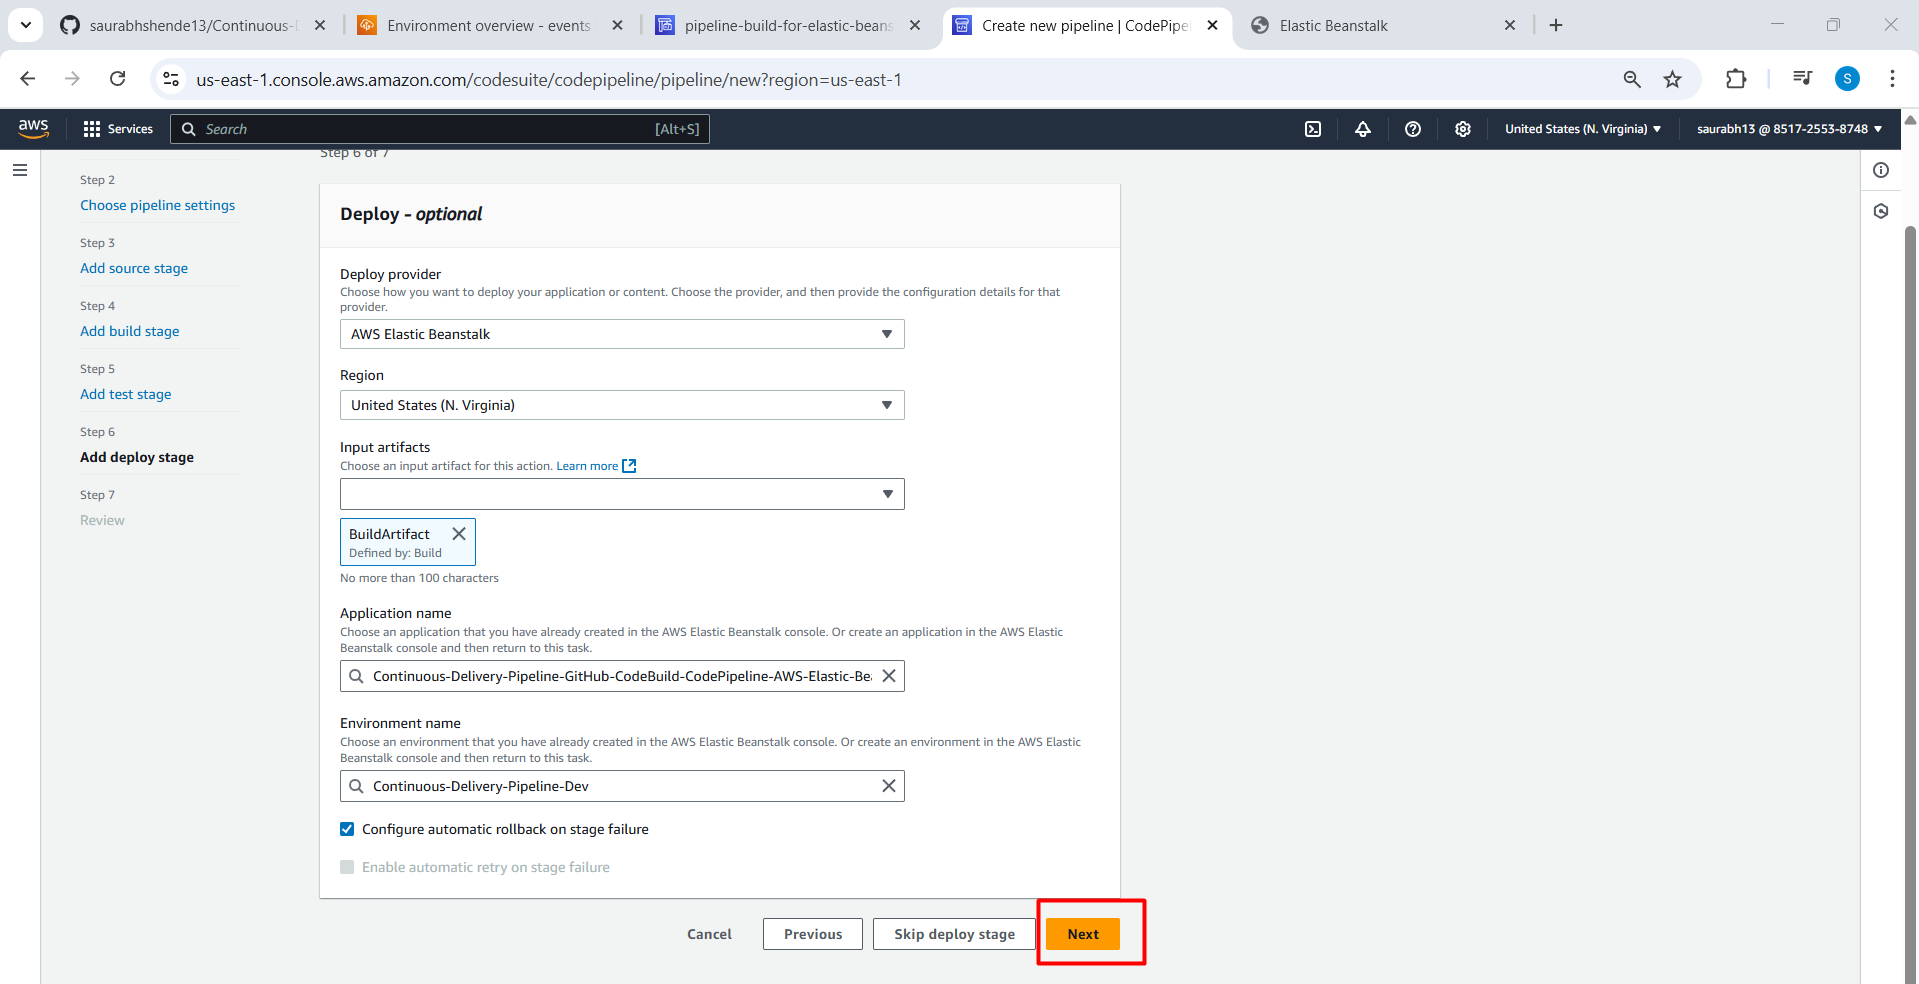 saurabhshende13/Continuous-D
Environment overview - events
pipeline-build-for-elastic-beans
Create new pipeline | CodePipel
Elastic Beanstalk
us-east-1.console.aws.amazon.com/codesuite/codepipeline/pipeline/new?region=us-east-1
S
aws
Services
Search
[Alt+S]
United States (N. Virginia)
saurabh13 @ 8517-2553-8748
Step 6 of 7
Step 2
Choose pipeline settings
Step 3
Add source stage
Step 4
Add build stage
Step 5
Add test stage
Step 6
Add deploy stage
Step 7
Review
Deploy - optional
Deploy provider
Choose how you want to deploy your application or content. Choose the provider, and then provide the configuration details for that
provider.
AWS Elastic Beanstalk
Region
United States (N. Virginia)
Input artifacts
Choose an input artifact for this action. Learn more
BuildArtifact
Defined by: Build
No more than 100 characters
Application name
Choose an application that you have already created in the AWS Elastic Beanstalk console. Or create an application in the AWS Elastic
Beanstalk console and then return to this task.
Continuous-Delivery-Pipeline-GitHub-CodeBuild-CodePipeline-AWS-Elastic-Be
Environment name
Choose an environment that you have already created in the AWS Elastic Beanstalk console. Or create an environment in the AWS Elastic
Beanstalk console and then return to this task.
Continuous-Delivery-Pipeline-Dev
Configure automatic rollback on stage failure
Enable automatic retry on stage failure
Cancel
Previous
Skip deploy stage
Next